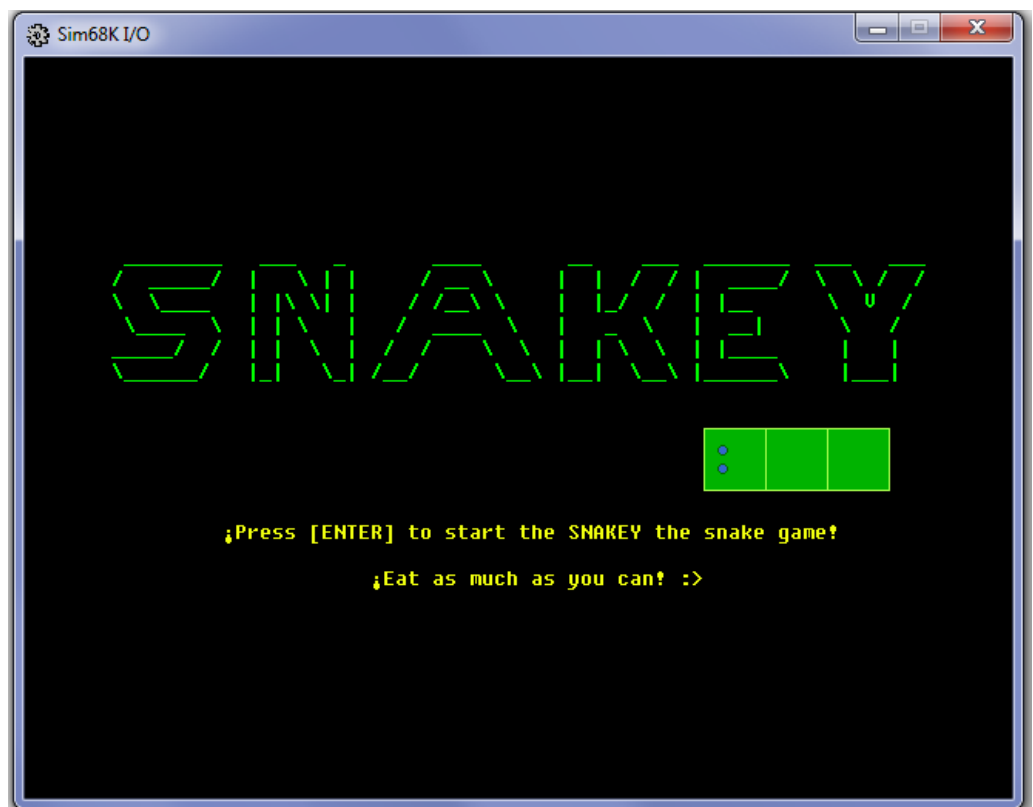 Sim68K I/O
SNAKEY
¡Press [ENTER] to start the SNAKEY the snake game!
¡Eat as much as you can! :>